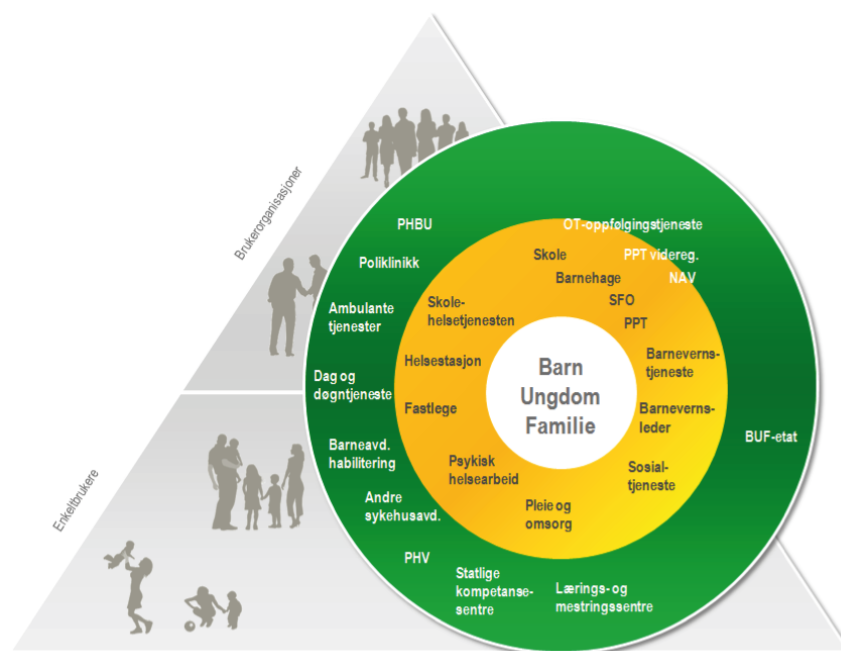 Brukerorganisasjoner
Enkeltbrukere
PHBU
Poliklinikk
Ambulante
tjenester
Dag og
døgntjeneste
Barneavd.
habilitering
Andre
sykehusavd.
PHV
Statlige
kompetanse-
sentre
Lærings- og
mestringssentre
BUF-etat
OT-oppfølgingstjeneste
PPT videreg.
NAV
Skole
Barnehage
SFO
PPT
Skole-
helsetjenesten
Helsestasjon
Fastlege
Psykisk
helsearbeid
Pleie og
omsorg
Sosial-
tjeneste
Barneverns-
leder
Barneverns-
tjeneste
Barn
Ungdom
Familie